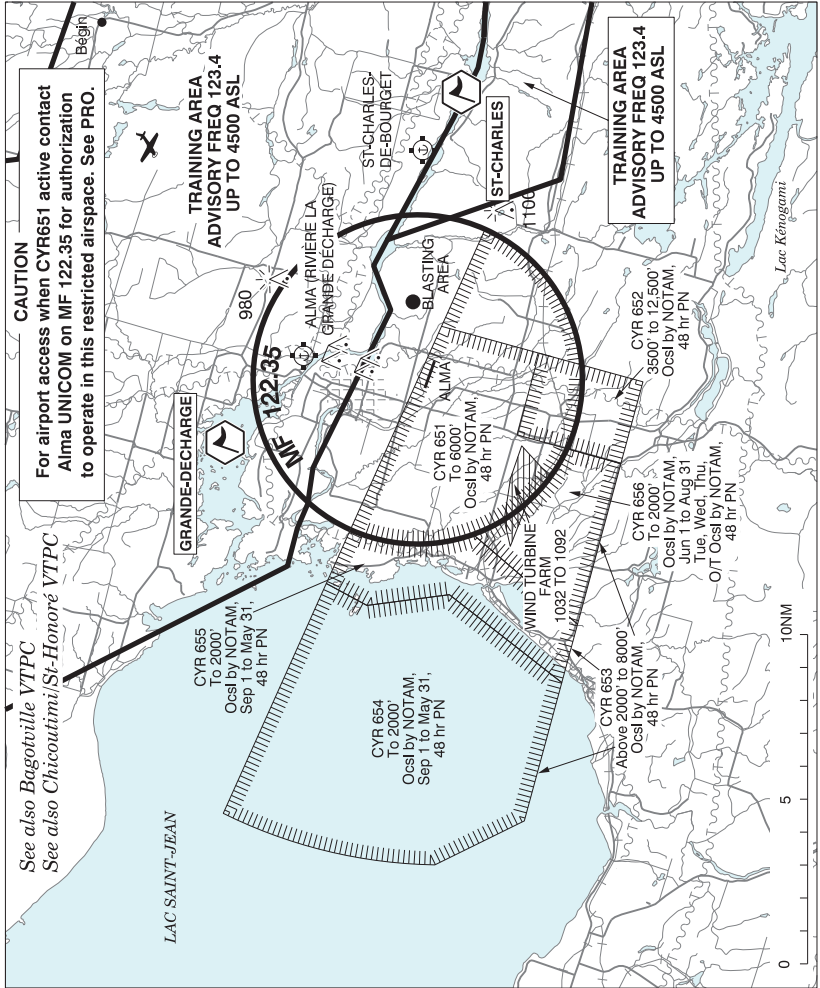 See also Bagotville VTPC
See also Chicoutimi/St-Honoré VTPC
CAUTION
For airport access when CYR651 active contact
Alma UNICOM on MF 122.35 for authorization
to operate in this restricted airspace. See PRO.
Bégin
LAC SAINT-JEAN
GRANDE-DECHARGE
980
TRAINING AREA
ADVISORY FREQ 123.4
UP TO 4500 ASL
MF 122.35
ALMA (RIVIÈRE LA
GRANDE DÉCHARGE)
ST-CHARLES-
DE-BOURGET
CYR 655
To 2000'
Ocsl by NOTAM,
Sep 1 to May 31,
48 hr PN
BLASTING
AREA
ST-CHARLES
1100
CYR 654
To 2000'
Ocsl by NOTAM,
Sep 1 to May 31,
48 hr PN
CYR 651
To 6000'
Ocsl by NOTAM,
48 hr PN
ALMA
WIND TURBINE
FARM
1032 TO 1092
TRAINING AREA
ADVISORY FREQ 123.4
UP TO 4500 ASL
CYR 653
Above 2000' to 8000'
Ocsl by NOTAM,
48 hr PN
CYR 656
To 2000'
Ocsl by NOTAM,
Jun 1 to Aug 31
Tue, Wed, Thu,
O/T Ocsl by NOTAM,
48 hr PN
CYR 652
3500' to 12,500'
Ocsl by NOTAM,
48 hr PN
Lac Kénogami
0
5
10NM